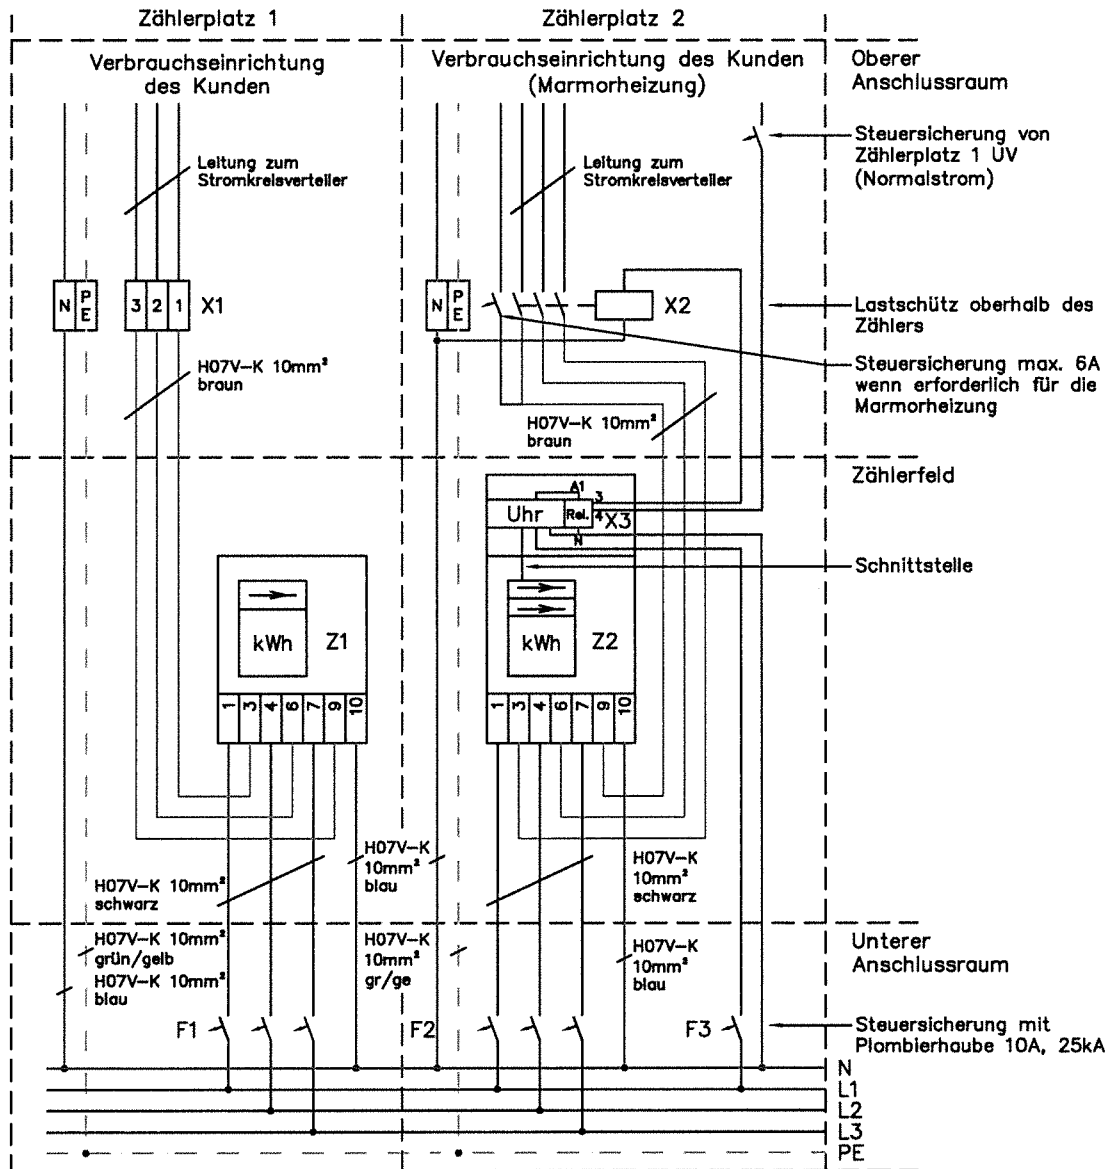 Zählerplatz 1
Zählerplatz 2
Verbrauchseinrichtung
des Kunden
Verbrauchseinrichtung des Kunden
(Marmorheizung)
Oberer
Anschlussraum
Steuersicherung von
Zählerplatz 1 UV
(Normalstrom)
Leitung zum
Stromkreisverteiler
Leitung zum
Stromkreisverteiler
N
PE
3 2 1
X1
N
PE
X2
Lastschütz oberhalb des
Zählers
H07V-K 10mm²
braun
Steuersicherung max. 6A
wenn erforderlich für die
Marmorheizung
H07V-K 10mm²
braun
Zählerfeld
A1
3
Uhr
Rel.
4
X3
N
Schnittstelle
kWh
Z1
kWh
Z2
1 3 4 6 7 9 10
1 3 4 6 7 9 10
H07V-K 10mm²
schwarz
H07V-K
10mm²
blau
H07V-K
10mm²
schwarz
H07V-K 10mm²
grün/gelb
H07V-K 10mm²
blau
H07V-K
10mm²
gr/ge
H07V-K
10mm²
blau
Unterer
Anschlussraum
F1
F2
F3
Steuersicherung mit
Plombierhaube 10A, 25kA
N
L1
L2
L3
PE